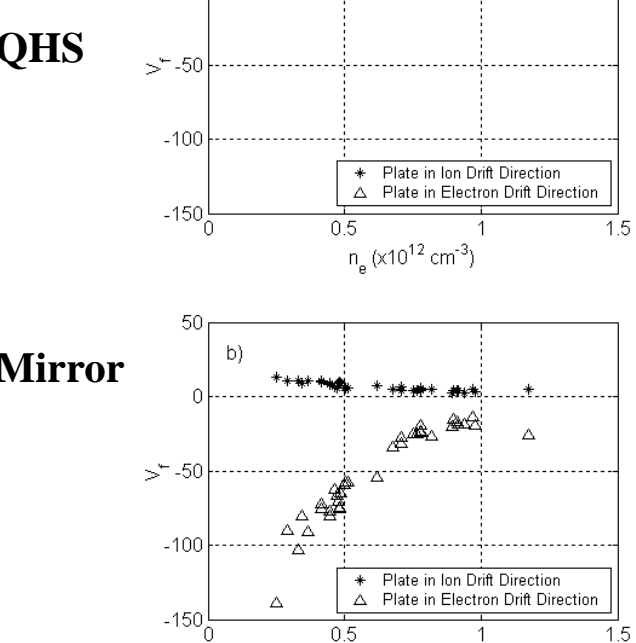 QHS
V_f
-50
-100
-150
* Plate in Ion Drift Direction
△ Plate in Electron Drift Direction
0 0.5 1 1.5
n_e (x10^12 cm^-3)
Mirror
b)
V_f
50
0
-50
-100
-150
* Plate in Ion Drift Direction
△ Plate in Electron Drift Direction
0 0.5 1 1.5